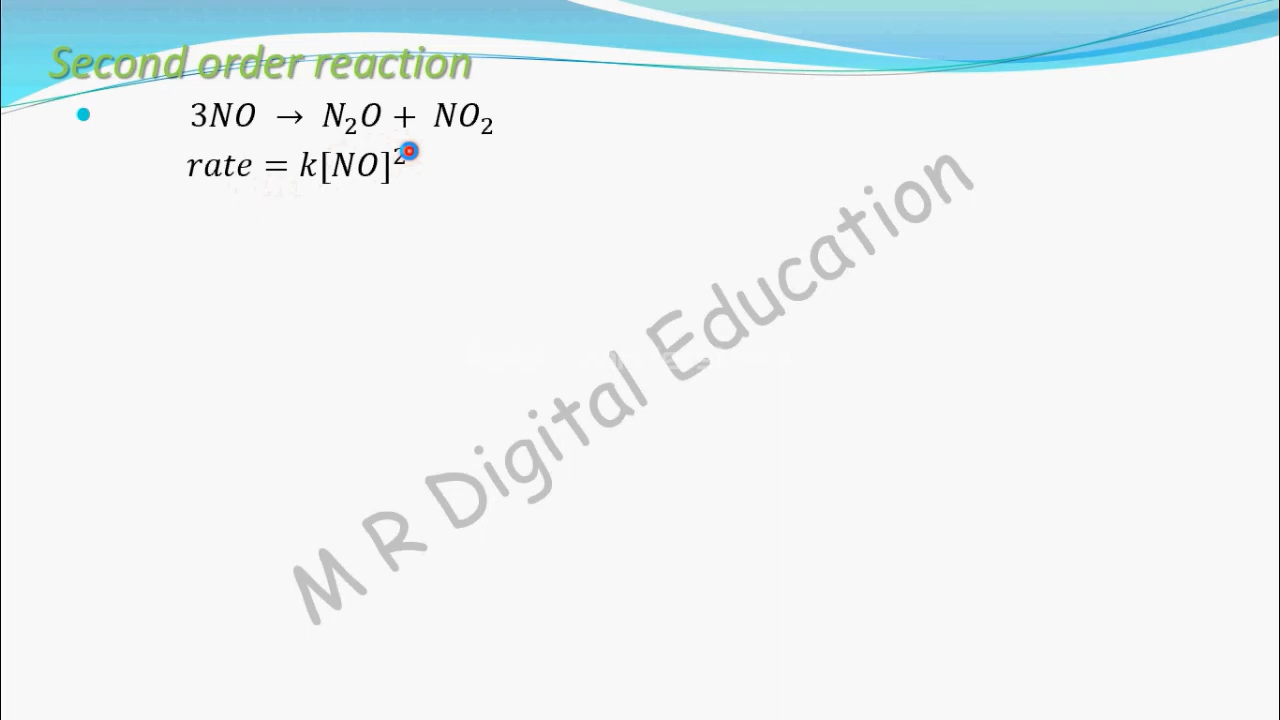 Second order reaction
• 3NO → N₂O + NO₂
rate = k[NO]²
M R Digital Education